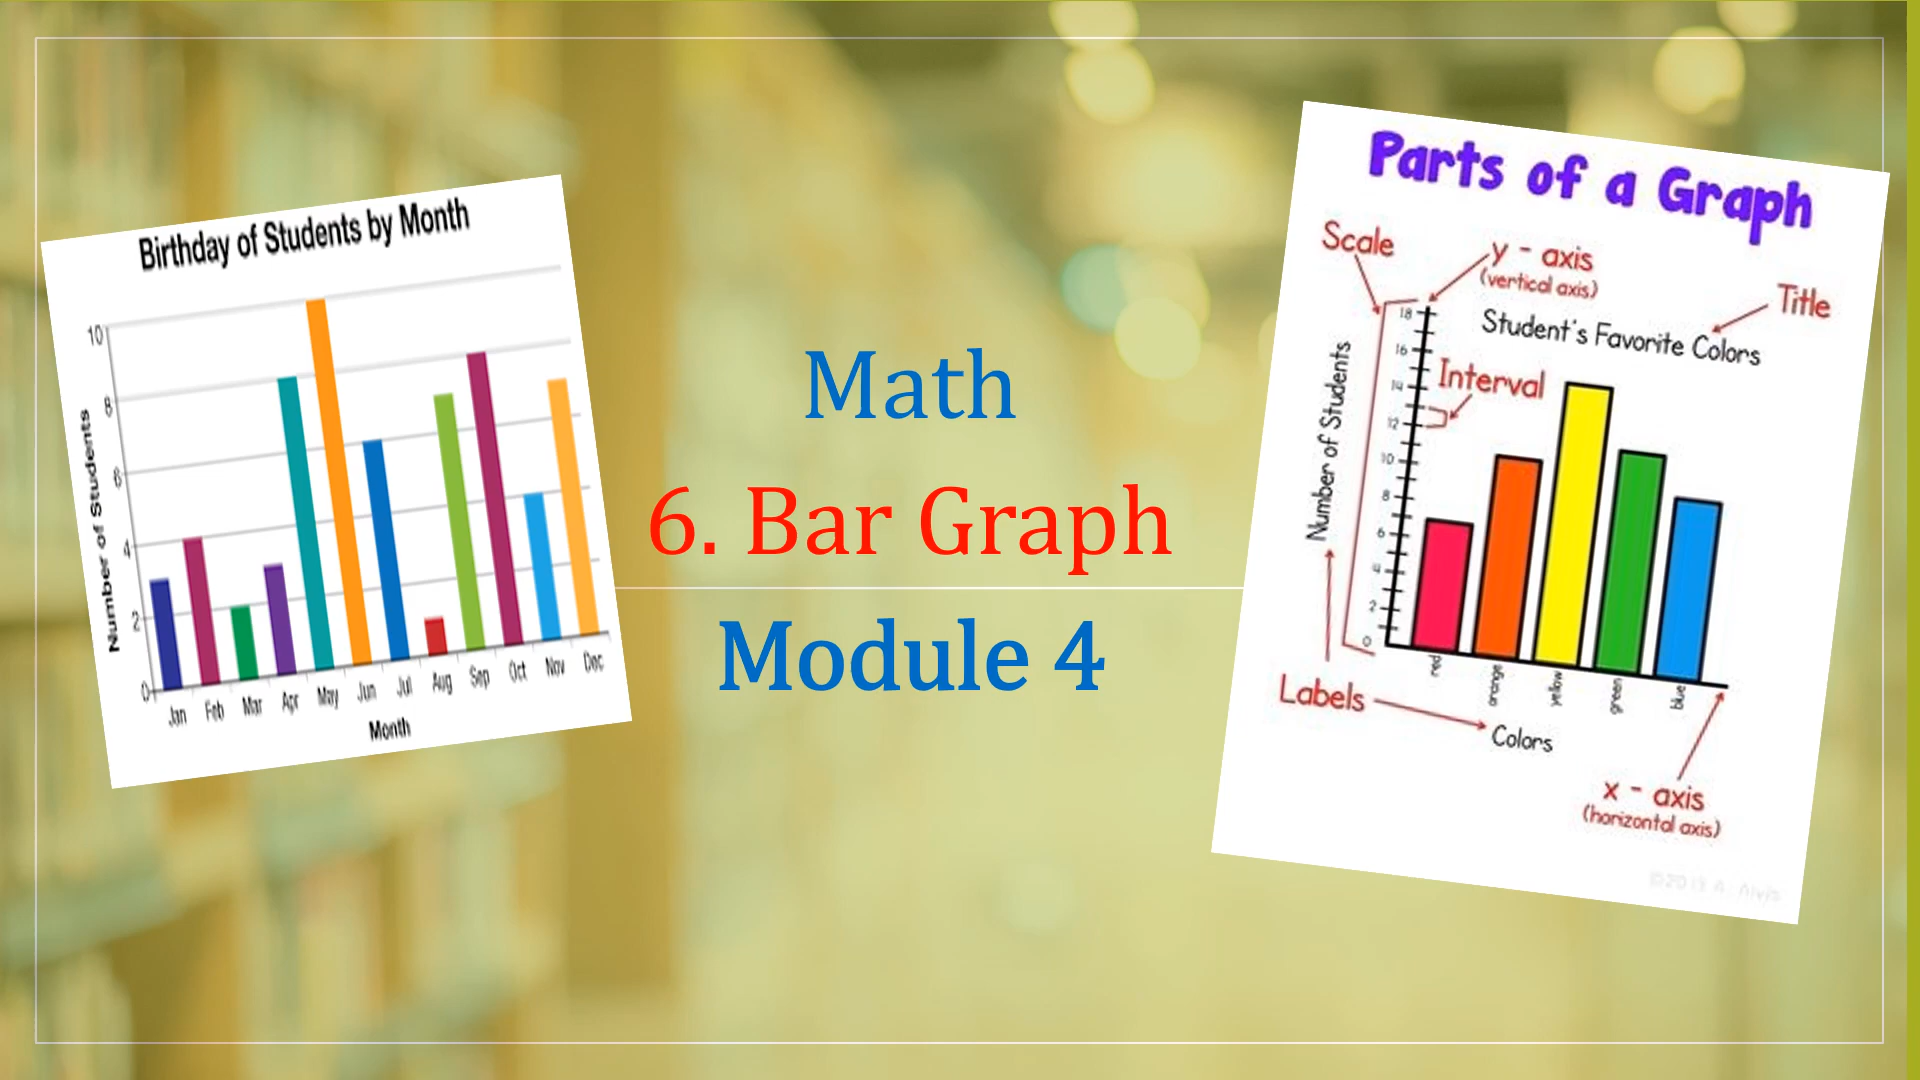 Birthday of Students by Month
Number of Students
10
8
6
4
2
0
Jan Feb Mar Apr May Jun Jul Aug Sep Oct Nov Dec
Month
Math
6. Bar Graph
Module 4
Parts of a Graph
Scale
y - axis
(vertical axis)
Title
Student's Favorite Colors
Interval
Number of Students
18
16
14
12
10
8
6
4
2
0
red orange yellow green blue
Labels
Colors
x - axis
(horizontal axis)
©2013 A. Alvis